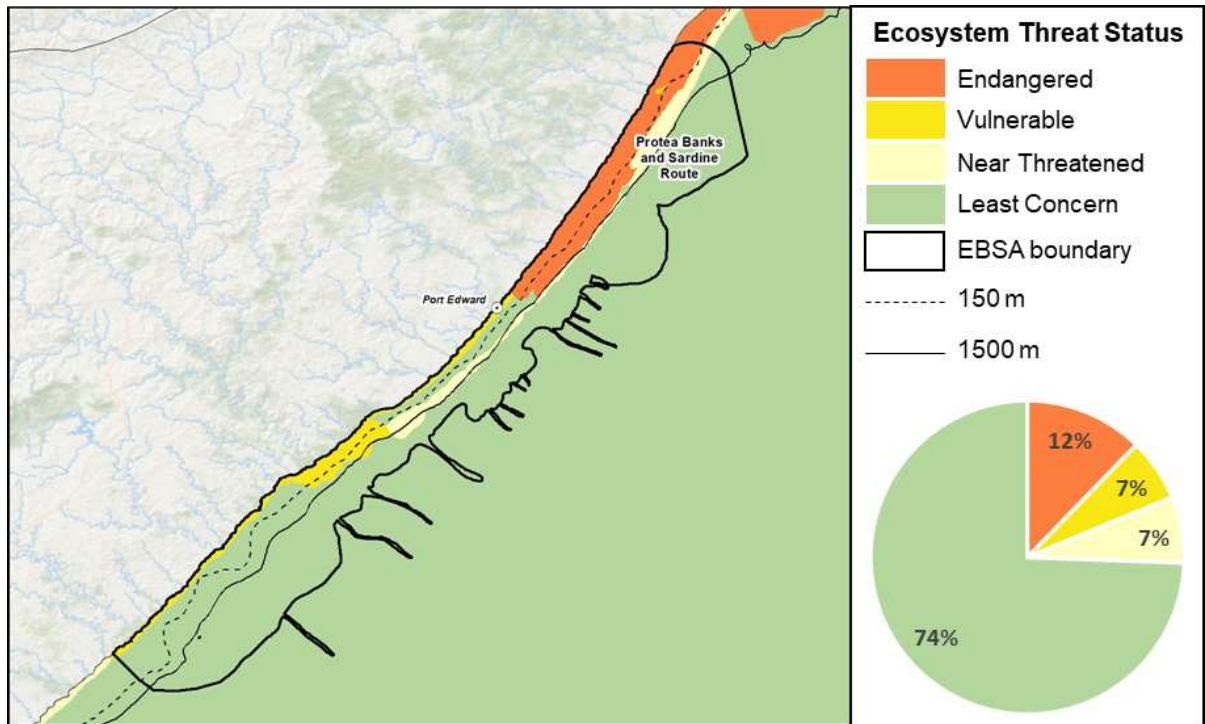 Protea Banks
and Sardine
Route
Port Edward
Ecosystem Threat Status
Endangered
Vulnerable
Near Threatened
Least Concern
EBSA boundary
150 m
1500 m
12%
7%
7%
74%